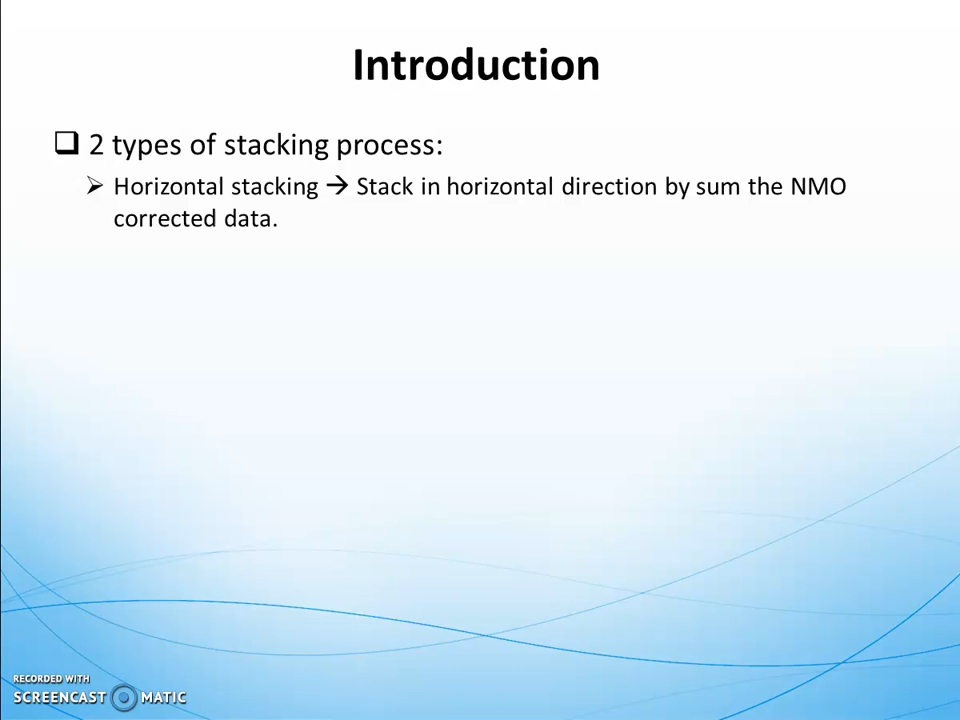 Introduction
❑ 2 types of stacking process:
➢ Horizontal stacking → Stack in horizontal direction by sum the NMO
corrected data.
RECORDED WITH
SCREENCAST MATIC